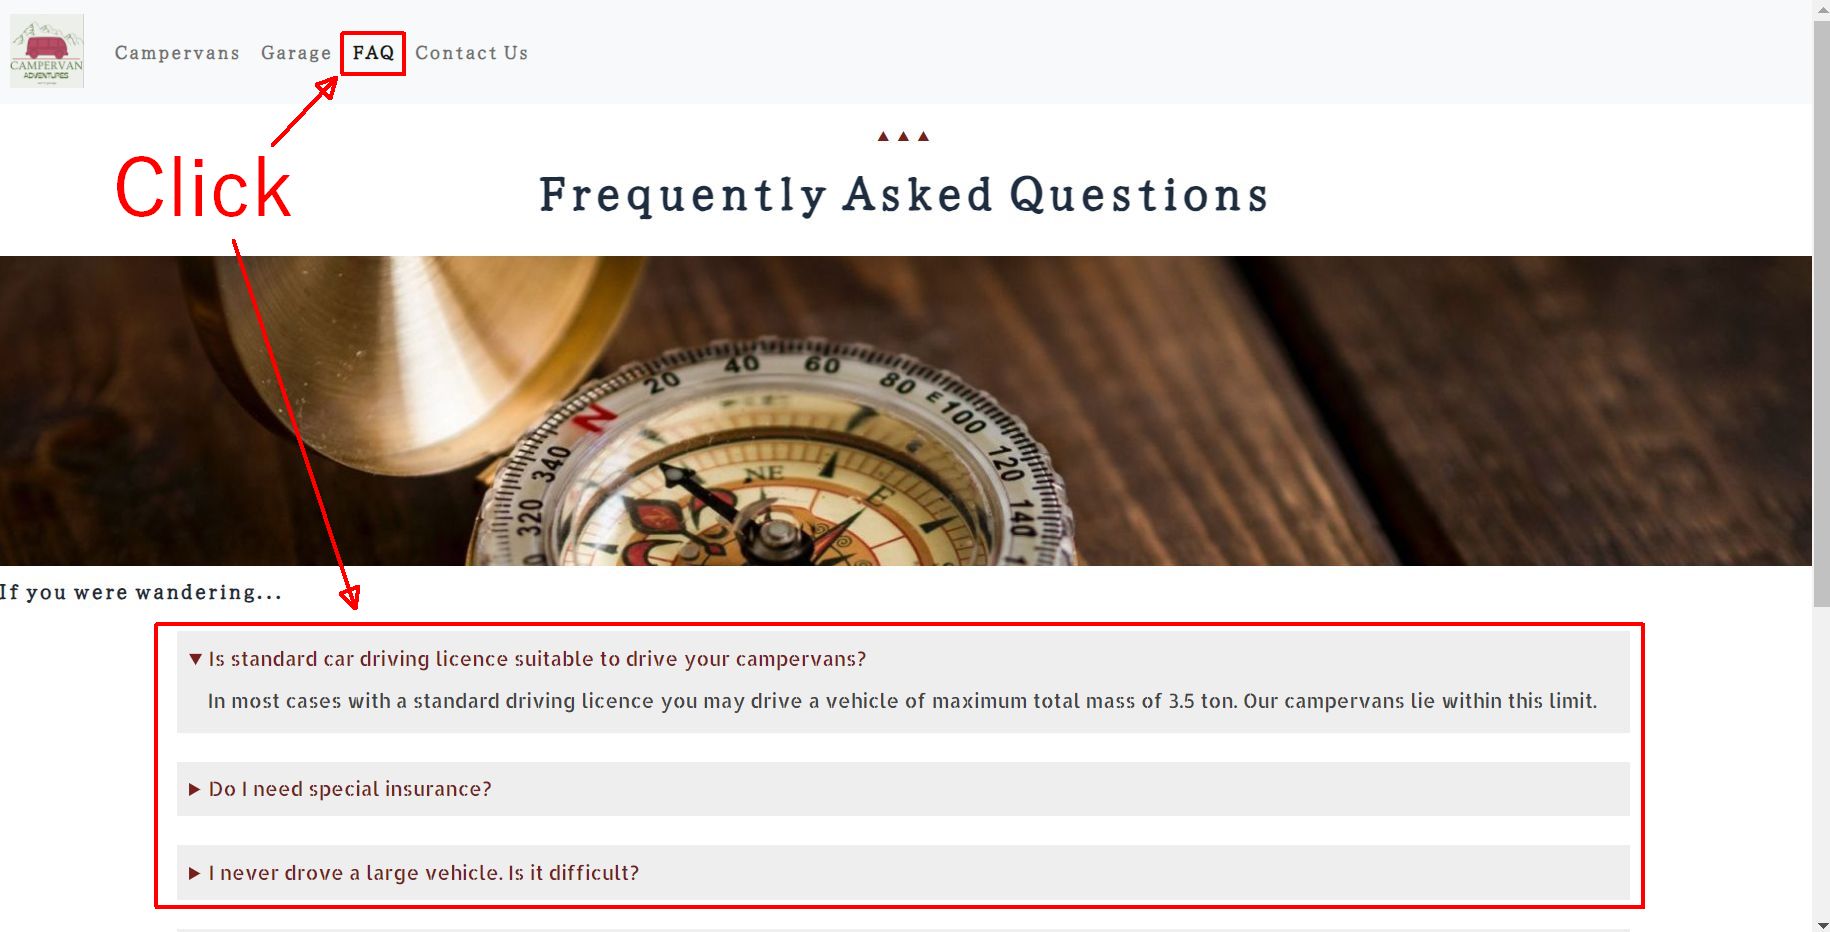 CAMPERVAN
ADVENTURES
Campervans Garage FAQ Contact Us
Click
▲ ▲ ▲
Frequently Asked Questions
20 40 60 80 E 100 120 140
N
340
320
NE
E
If you were wandering...
▼ Is standard car driving licence suitable to drive your campervans?
In most cases with a standard driving licence you may drive a vehicle of maximum total mass of 3.5 ton. Our campervans lie within this limit.
▶ Do I need special insurance?
▶ I never drove a large vehicle. Is it difficult?